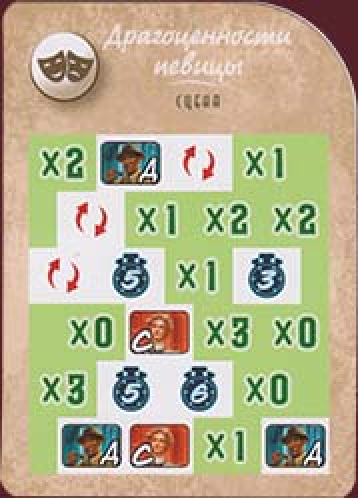 Драгоценности
певицы
СЦЕНА
x2 A x1
x1 x2 x2
5 x1 3
x0 C x3 x0
x3 5 6 x0
A C x1 A